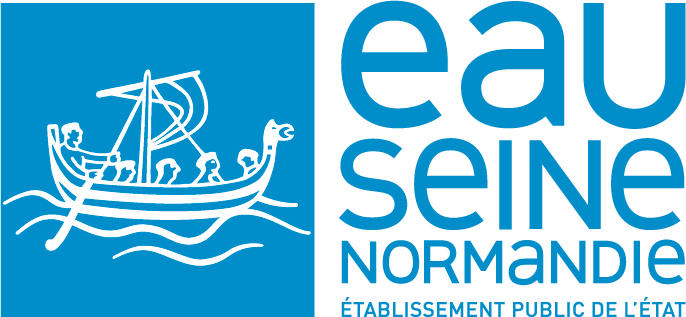 eau
seine
normandie
ÉTABLISSEMENT PUBLIC DE L'ÉTAT